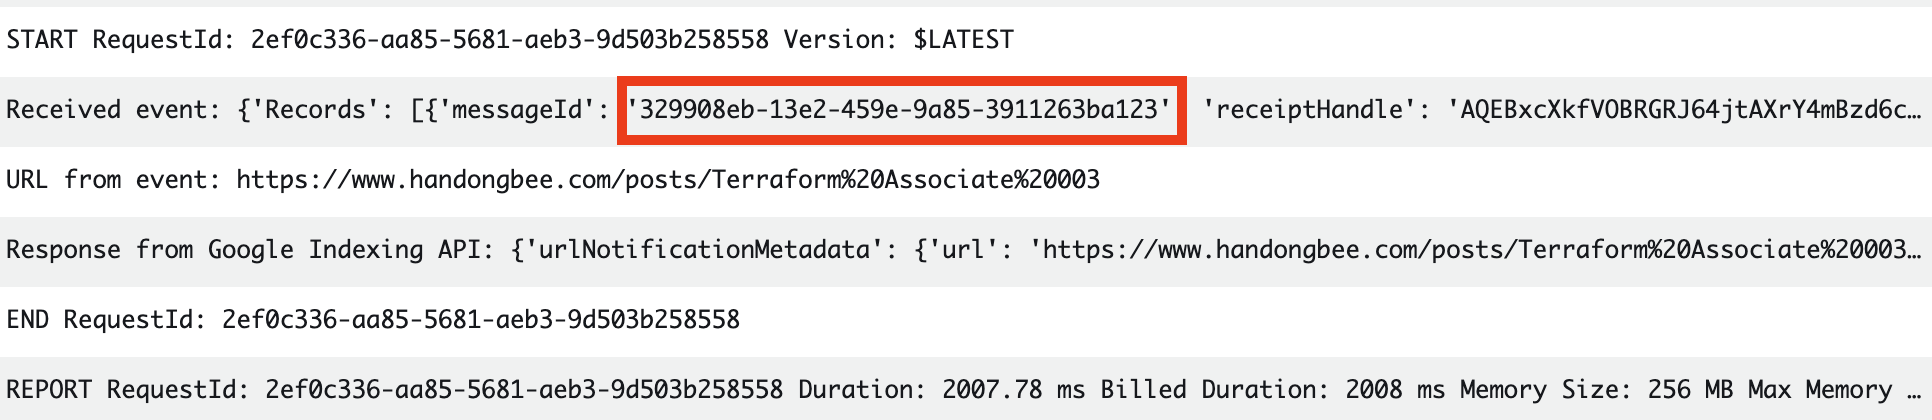 START RequestId: 2ef0c336-aa85-5681-aeb3-9d503b258558 Version: $LATEST
Received event: {'Records': [{'messageId': '329908eb-13e2-459e-9a85-3911263ba123' 'receiptHandle': 'AQEBxcXkfVOBRGRJ64jtAXrY4mBzd6c…
URL from event: https://www.handongbee.com/posts/Terraform%20Associate%20003
Response from Google Indexing API: {'urlNotificationMetadata': {'url': 'https://www.handongbee.com/posts/Terraform%20Associate%20003…
END RequestId: 2ef0c336-aa85-5681-aeb3-9d503b258558
REPORT RequestId: 2ef0c336-aa85-5681-aeb3-9d503b258558 Duration: 2007.78 ms Billed Duration: 2008 ms Memory Size: 256 MB Max Memory …